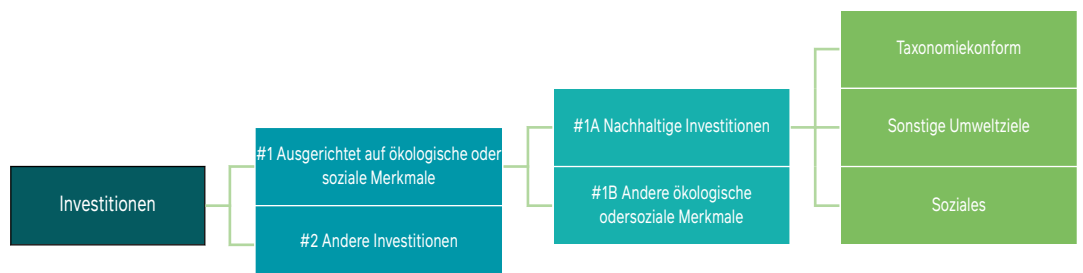 Investitionen
#1 Ausgerichtet auf ökologische oder
soziale Merkmale
#2 Andere Investitionen
#1A Nachhaltige Investitionen
#1B Andere ökologische
odersoziale Merkmale
Taxonomiekonform
Sonstige Umweltziele
Soziales